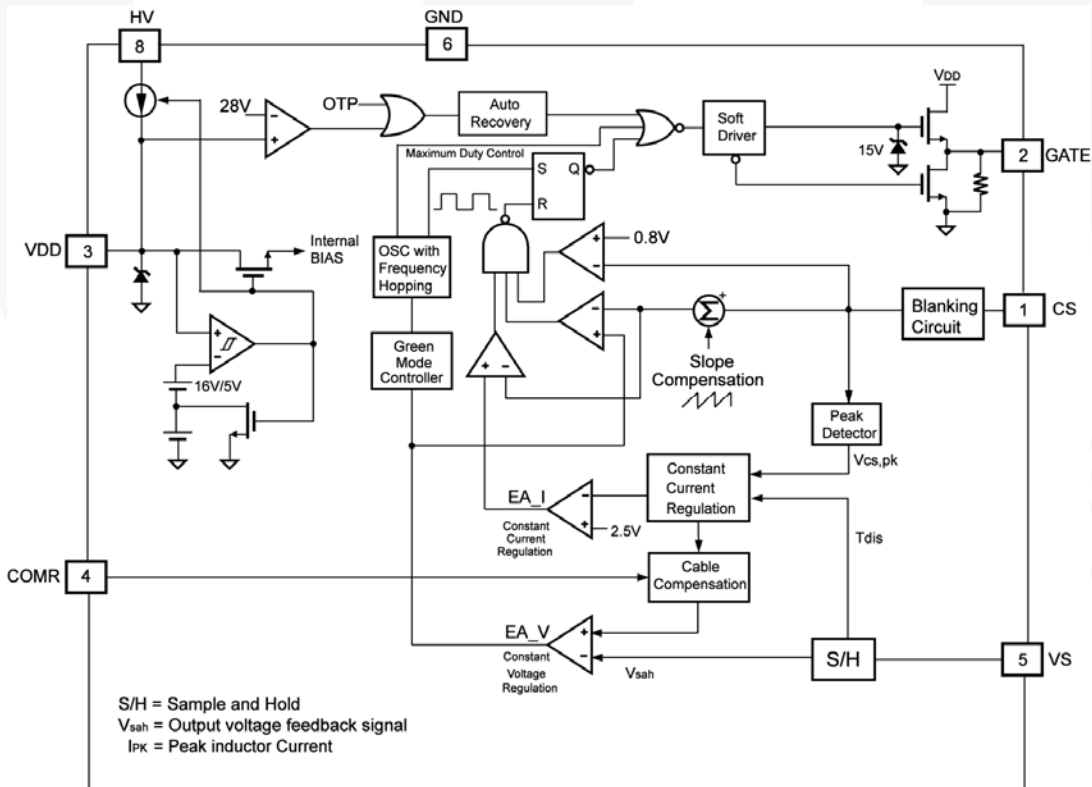 HV
GND
8
6
28V
OTP
Auto
Recovery
Soft
Driver
VDD
15V
2
GATE
Maximum Duty Control
S
Q
R
VDD
3
Internal
BIAS
OSC with
Frequency
Hopping
0.8V
Blanking
Circuit
1
CS
Green
Mode
Controller
Slope
Compensation
16V/5V
Peak
Detector
Vcs,pk
Constant
Current
Regulation
EA_I
Constant
Current
Regulation
2.5V
Tdis
COMR
4
Cable
Compensation
EA_V
Constant
Voltage
Regulation
Vsah
S/H
5
VS
S/H = Sample and Hold
Vsah = Output voltage feedback signal
IPK = Peak inductor Current